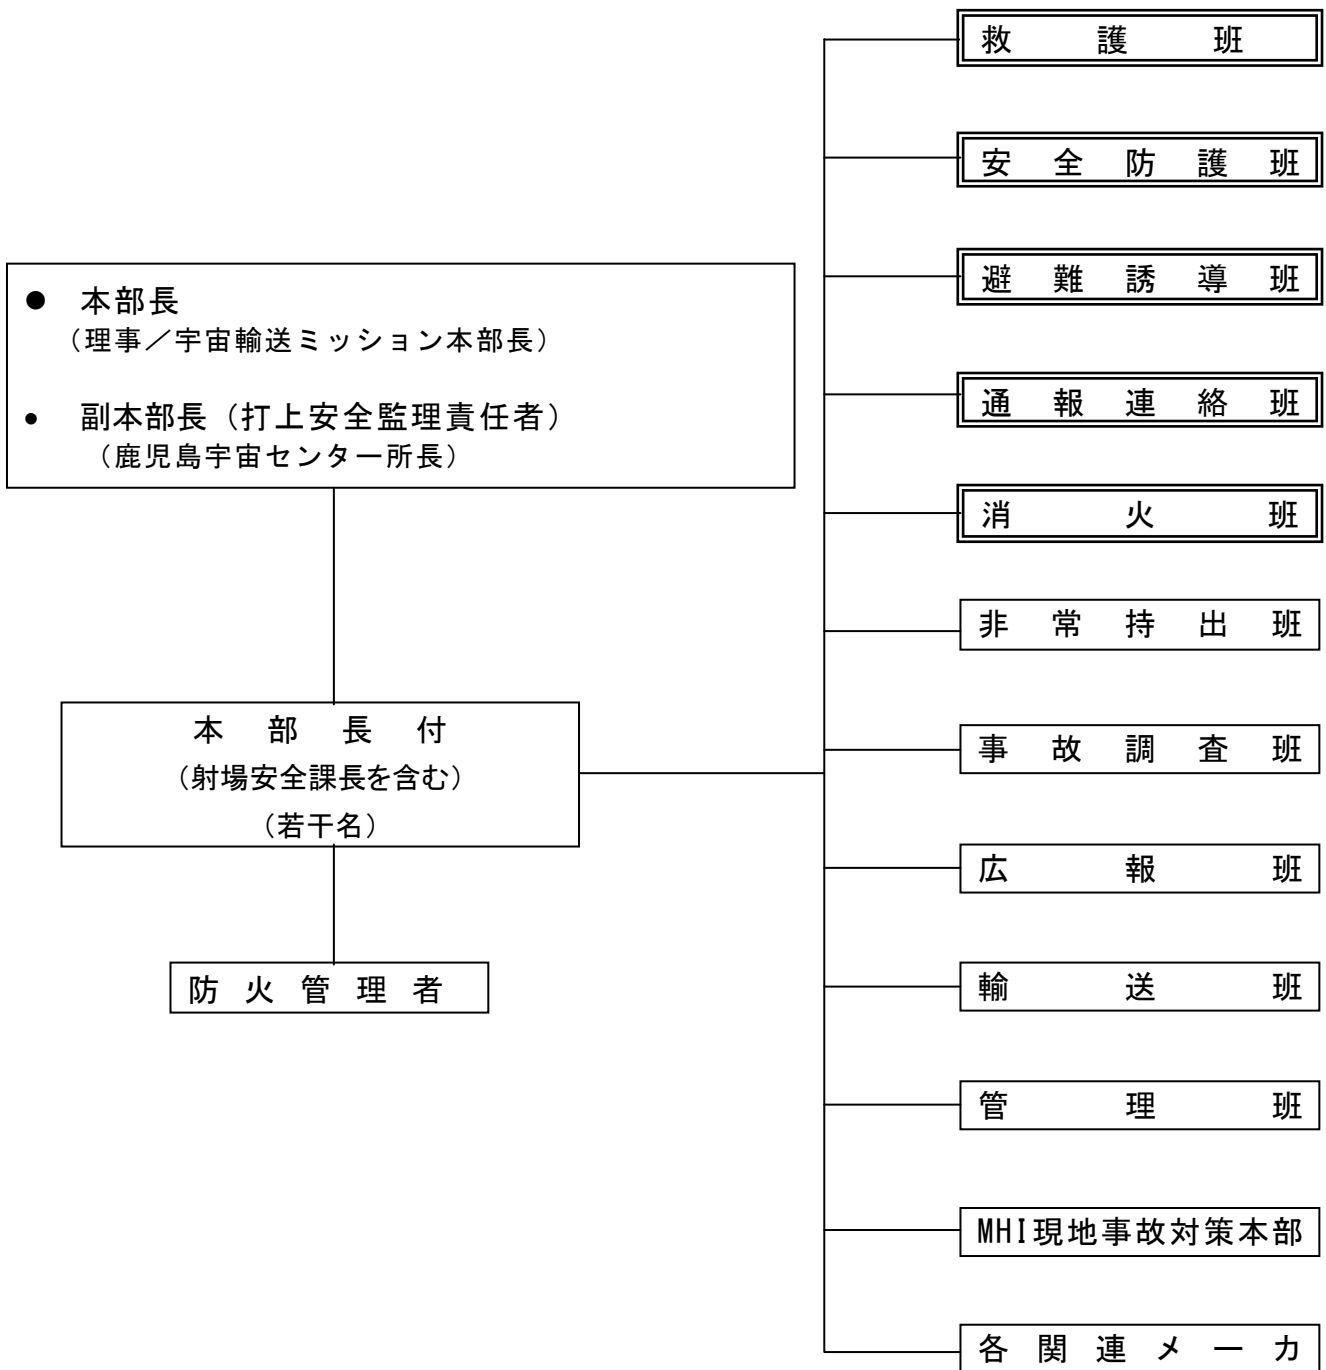 救護班
安全防護班
避難誘導班
● 本部長
（理事／宇宙輸送ミッション本部長）
通報連絡班
• 副本部長（打上安全監理責任者）
（鹿児島宇宙センター所長）
消火班
非常持出班
本部長付
（射場安全課長を含む）
（若干名）
事故調査班
広報班
防火管理者
輸送班
管理班
MHI現地事故対策本部
各関連メーカ